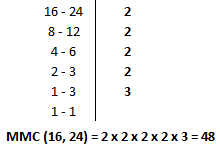 16 - 24 2
8 - 12 2
4 - 6 2
2 - 3 2
1 - 3 3
1 - 1
MMC (16, 24) = 2 x 2 x 2 x 2 x 3 = 48